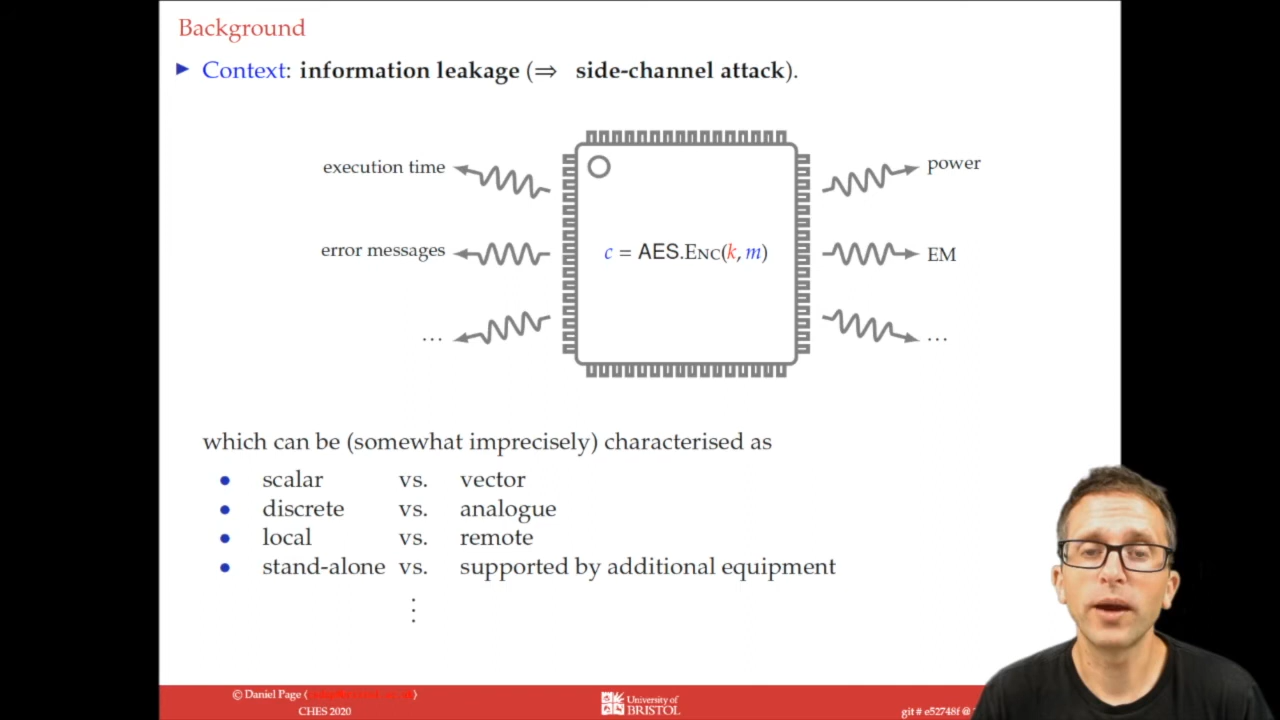 Background
Context: information leakage (⇒ side-channel attack).
execution time
power
error messages
c = AES.ENC(k, m)
EM
...
...
which can be (somewhat imprecisely) characterised as
• scalar vs. vector
• discrete vs. analogue
• local vs. remote
• stand-alone vs. supported by additional equipment
⋮
© Daniel Page (
)
CHES 2020
University of
BRISTOL
git # e52748f @